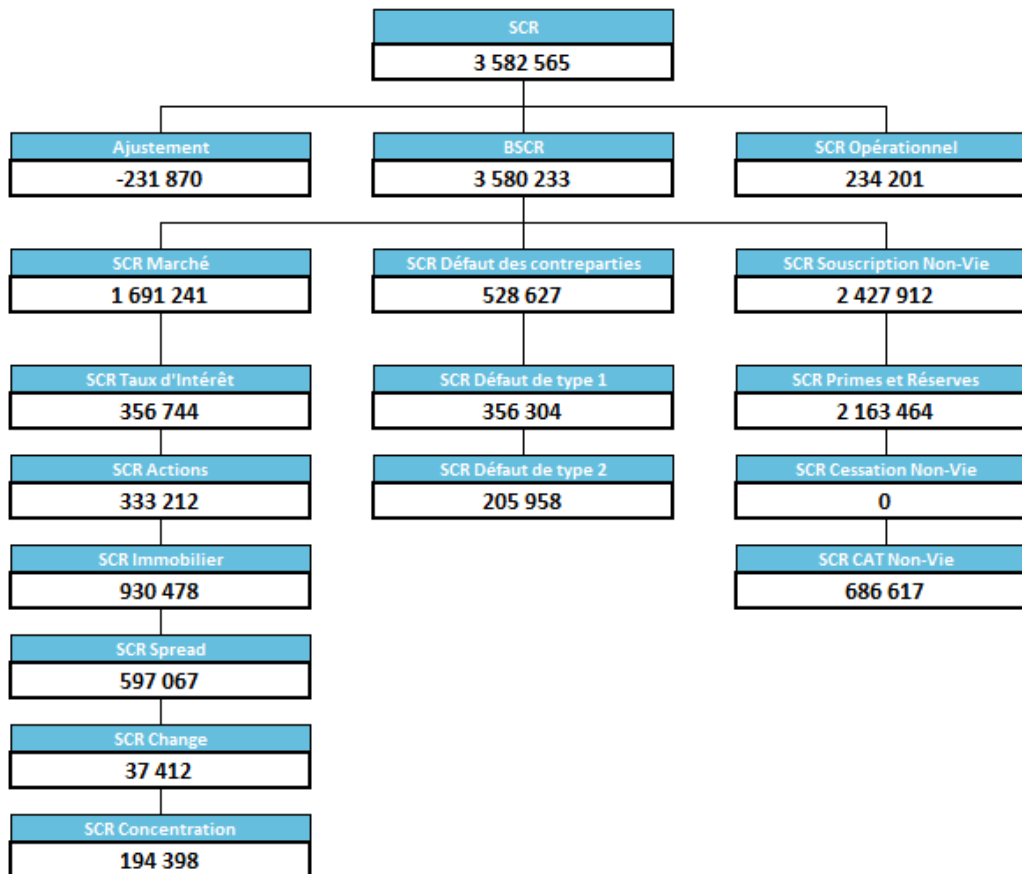 SCR
3 582 565
Ajustement
-231 870
BSCR
3 580 233
SCR Opérationnel
234 201
SCR Marché
1 691 241
SCR Défaut des contreparties
528 627
SCR Souscription Non-Vie
2 427 912
SCR Taux d'Intérêt
356 744
SCR Défaut de type 1
356 304
SCR Primes et Réserves
2 163 464
SCR Actions
333 212
SCR Défaut de type 2
205 958
SCR Cessation Non-Vie
0
SCR Immobilier
930 478
SCR CAT Non-Vie
686 617
SCR Spread
597 067
SCR Change
37 412
SCR Concentration
194 398